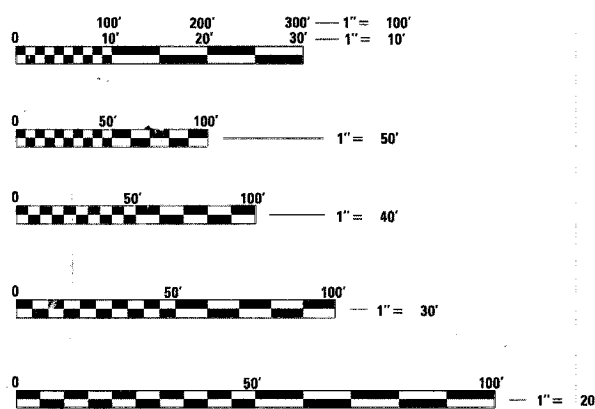 100' 200' 300' 1" = 100'
0 10' 20' 30' 1" = 10'
0 50' 100'
1" = 50'
0 50' 100'
1" = 40'
0 50' 100'
1" = 30'
0 50' 100'
1" = 20